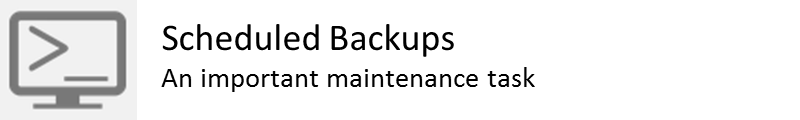 Scheduled Backups
An important maintenance task